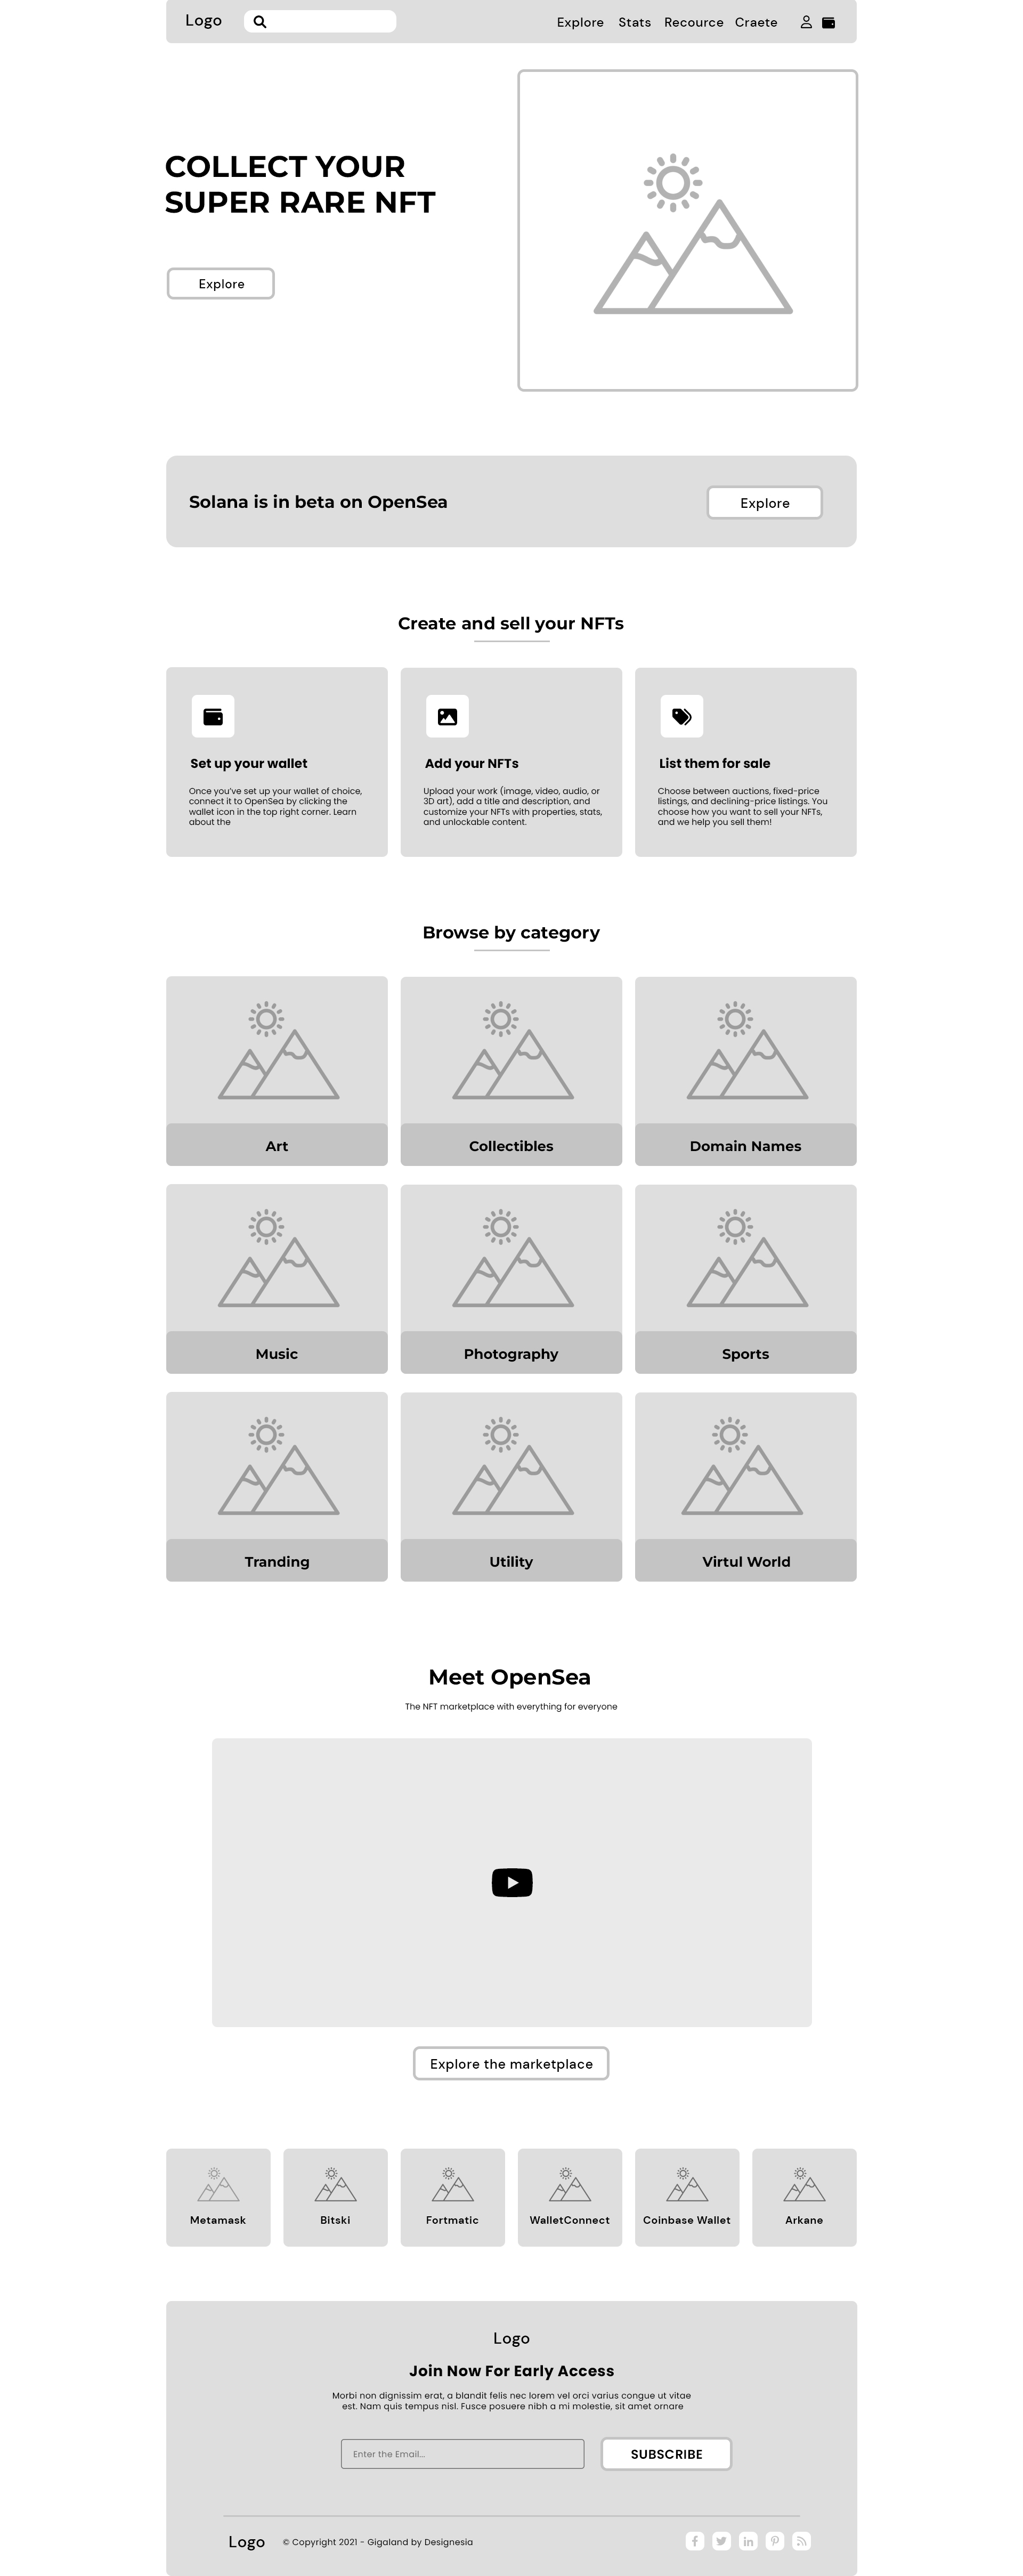 Logo
Explore Stats Recource Craete
COLLECT YOUR
SUPER RARE NFT
Explore
Solana is in beta on OpenSea
Explore
Create and sell your NFTs
Set up your wallet
Once you've set up your wallet of choice,
connect it to OpenSea by clicking the
wallet icon in the top right corner. Learn
about the
Add your NFTs
Upload your work (image, video, audio, or
3D art), add a title and description, and
customize your NFTs with properties, stats,
and unlockable content.
List them for sale
Choose between auctions, fixed-price
listings, and declining-price listings. You
choose how you want to sell your NFTs,
and we help you sell them!
Browse by category
Art
Collectibles
Domain Names
Music
Photography
Sports
Tranding
Utility
Virtul World
Meet OpenSea
The NFT marketplace with everything for everyone
Explore the marketplace
Metamask
Bitski
Fortmatic
WalletConnect
Coinbase Wallet
Arkane
Logo
Join Now For Early Access
Morbi non dignissim erat, a blandit felis nec lorem vel orci varius congue ut vitae
est. Nam quis tempus nisl. Fusce posuere nibh a mi molestie, sit amet ornare
Enter the Email...
SUBSCRIBE
Logo
© Copyright 2021 - Gigaland by Designesia